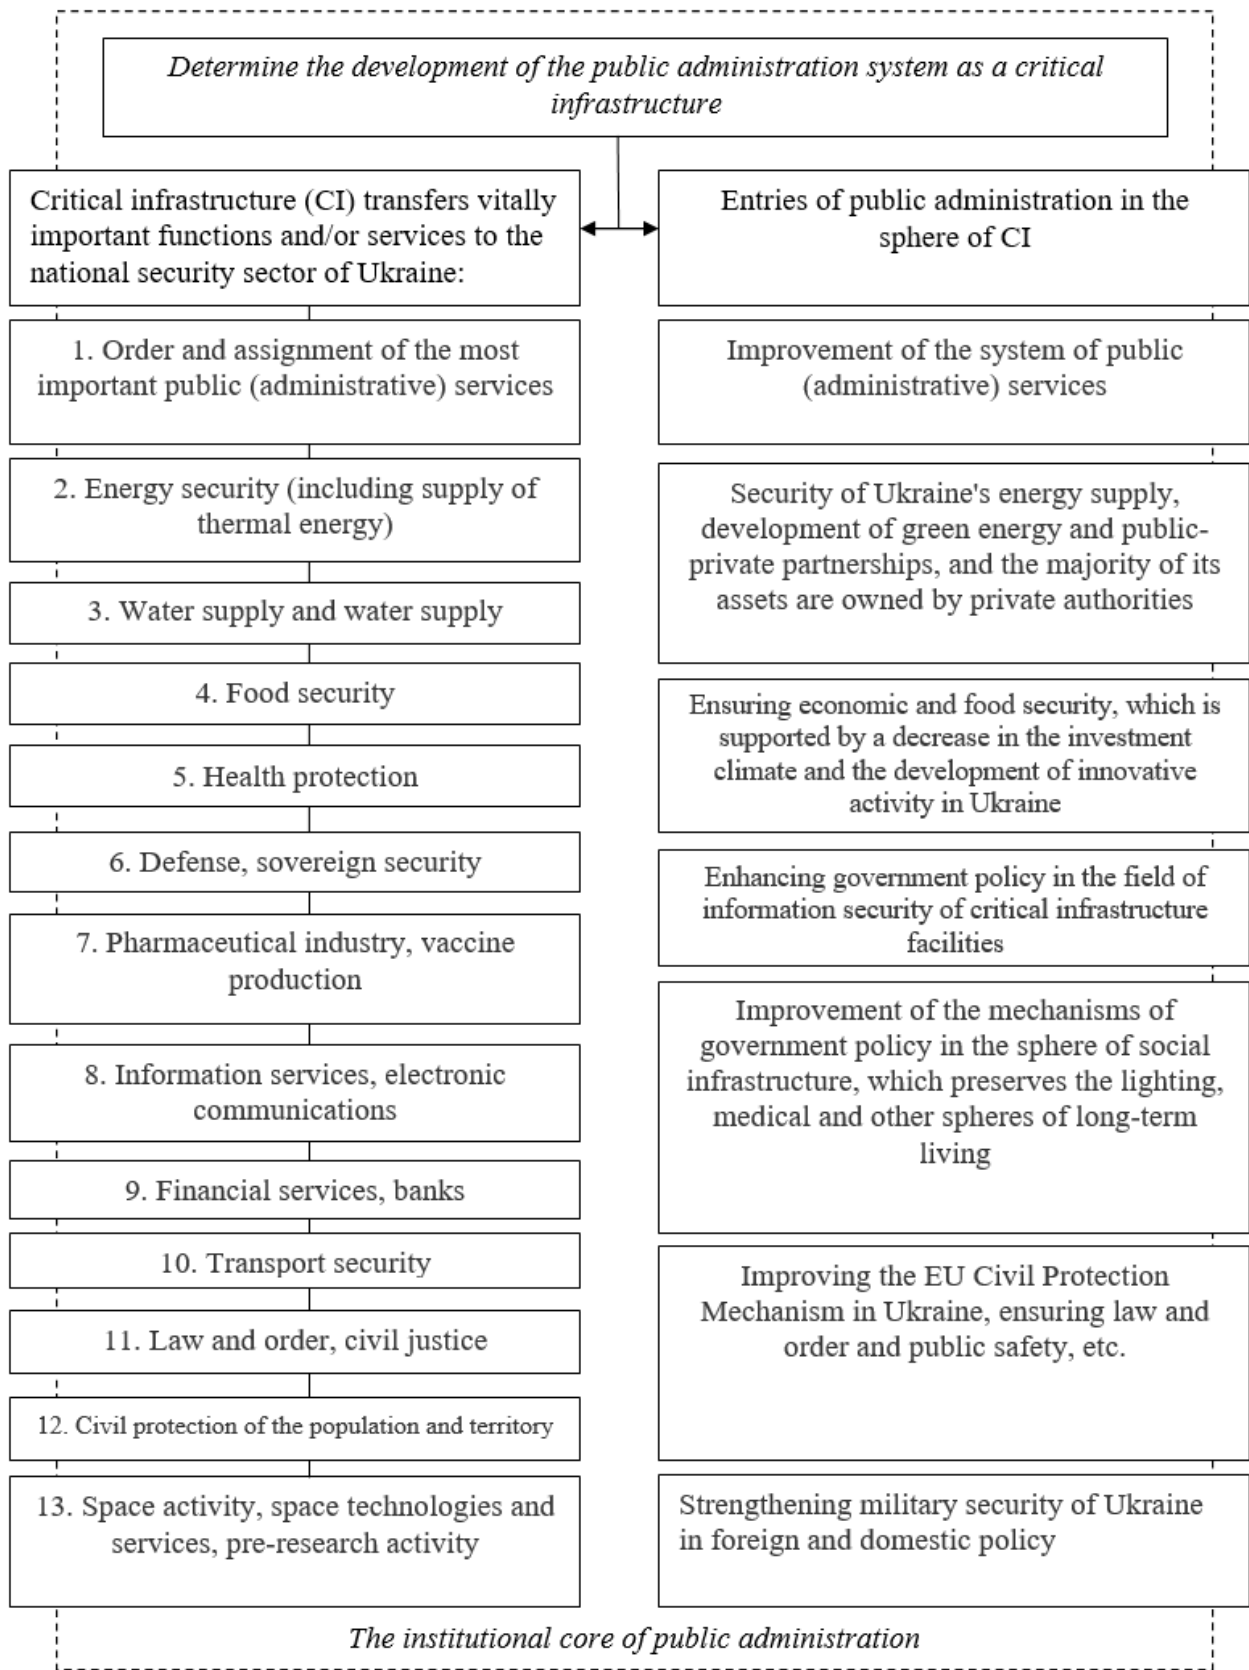 Determine the development of the public administration system as a critical
infrastructure
Critical infrastructure (CI) transfers vitally
important functions and/or services to the
national security sector of Ukraine:
Entries of public administration in the
sphere of CI
1. Order and assignment of the most
important public (administrative) services
Improvement of the system of public
(administrative) services
2. Energy security (including supply of
thermal energy)
Security of Ukraine's energy supply,
development of green energy and public-
private partnerships, and the majority of its
assets are owned by private authorities
3. Water supply and water supply
4. Food security
Ensuring economic and food security, which is
supported by a decrease in the investment
climate and the development of innovative
activity in Ukraine
5. Health protection
6. Defense, sovereign security
Enhancing government policy in the field of
information security of critical infrastructure
facilities
7. Pharmaceutical industry, vaccine
production
Improvement of the mechanisms of
government policy in the sphere of social
infrastructure, which preserves the lighting,
medical and other spheres of long-term
living
8. Information services, electronic
communications
9. Financial services, banks
10. Transport security
Improving the EU Civil Protection
Mechanism in Ukraine, ensuring law and
order and public safety, etc.
11. Law and order, civil justice
12. Civil protection of the population and territory
13. Space activity, space technologies and
services, pre-research activity
Strengthening military security of Ukraine
in foreign and domestic policy
The institutional core of public administration